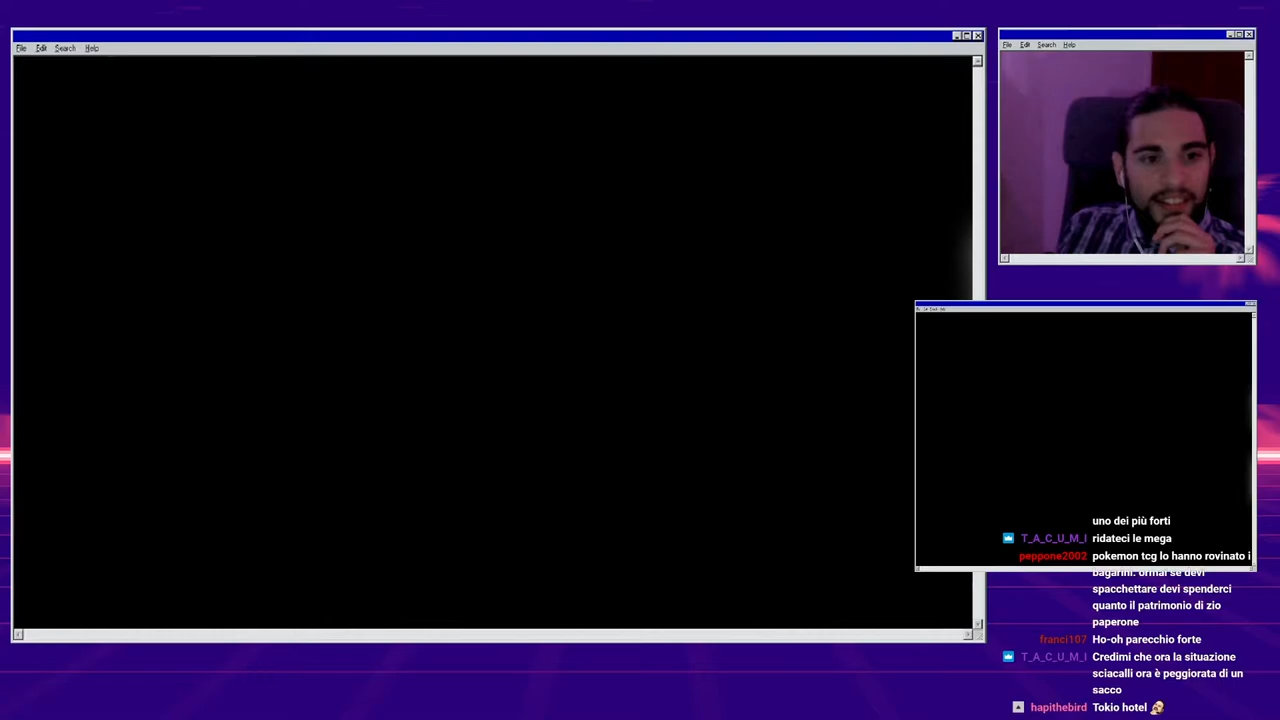 File Edit Search Help
File Edit Search Help
uno dei più forti
T_A_C_U_M_I ridateci le mega
peppone2002 pokemon tcg lo hanno rovinato i
bagarini. ormai se devi
spacchettare devi spenderci
quanto il patrimonio di zio
paperone
franci107 Ho-oh parecchio forte
T_A_C_U_M_I Credimi che ora la situazione
sciacalli ora è peggiorata di un
sacco
hapithebird Tokio hotel